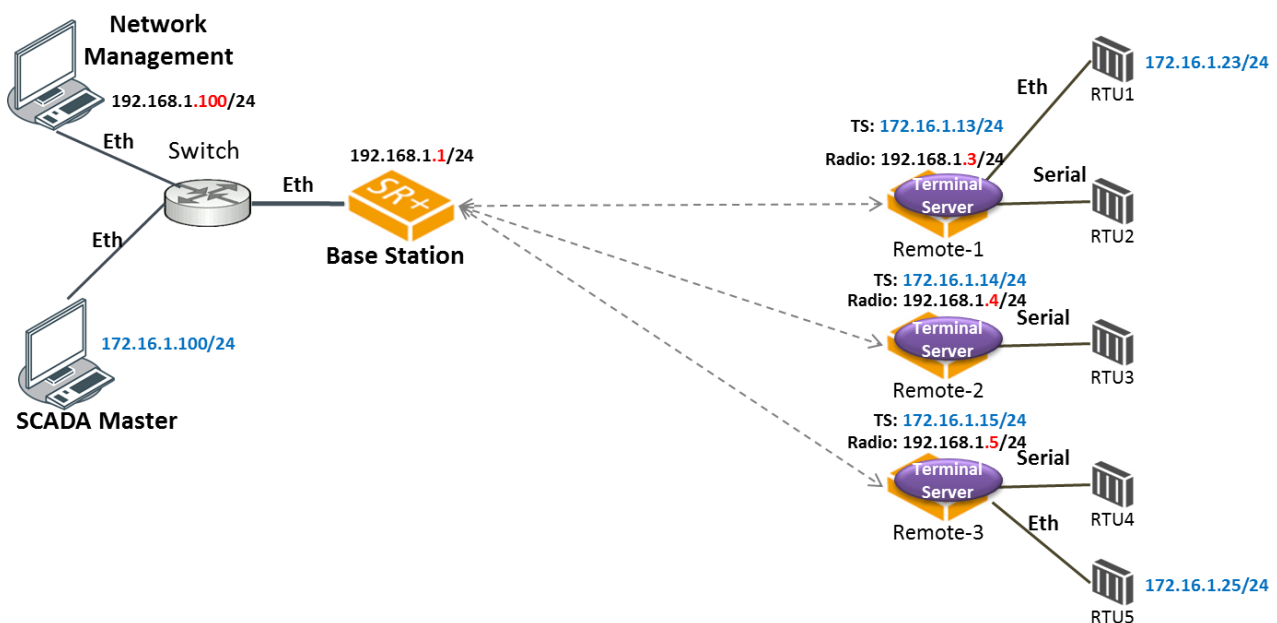 Network
Management
192.168.1.100/24
Eth
Switch
Eth
Eth
SCADA Master
172.16.1.100/24
192.168.1.1/24
SR+
Base Station
TS: 172.16.1.13/24
Radio: 192.168.1.3/24
Terminal
Server
Remote-1
Eth
Serial
RTU1
172.16.1.23/24
RTU2
TS: 172.16.1.14/24
Radio: 192.168.1.4/24
Terminal
Server
Remote-2
Serial
RTU3
TS: 172.16.1.15/24
Radio: 192.168.1.5/24
Terminal
Server
Remote-3
Serial
RTU4
Eth
RTU5
172.16.1.25/24